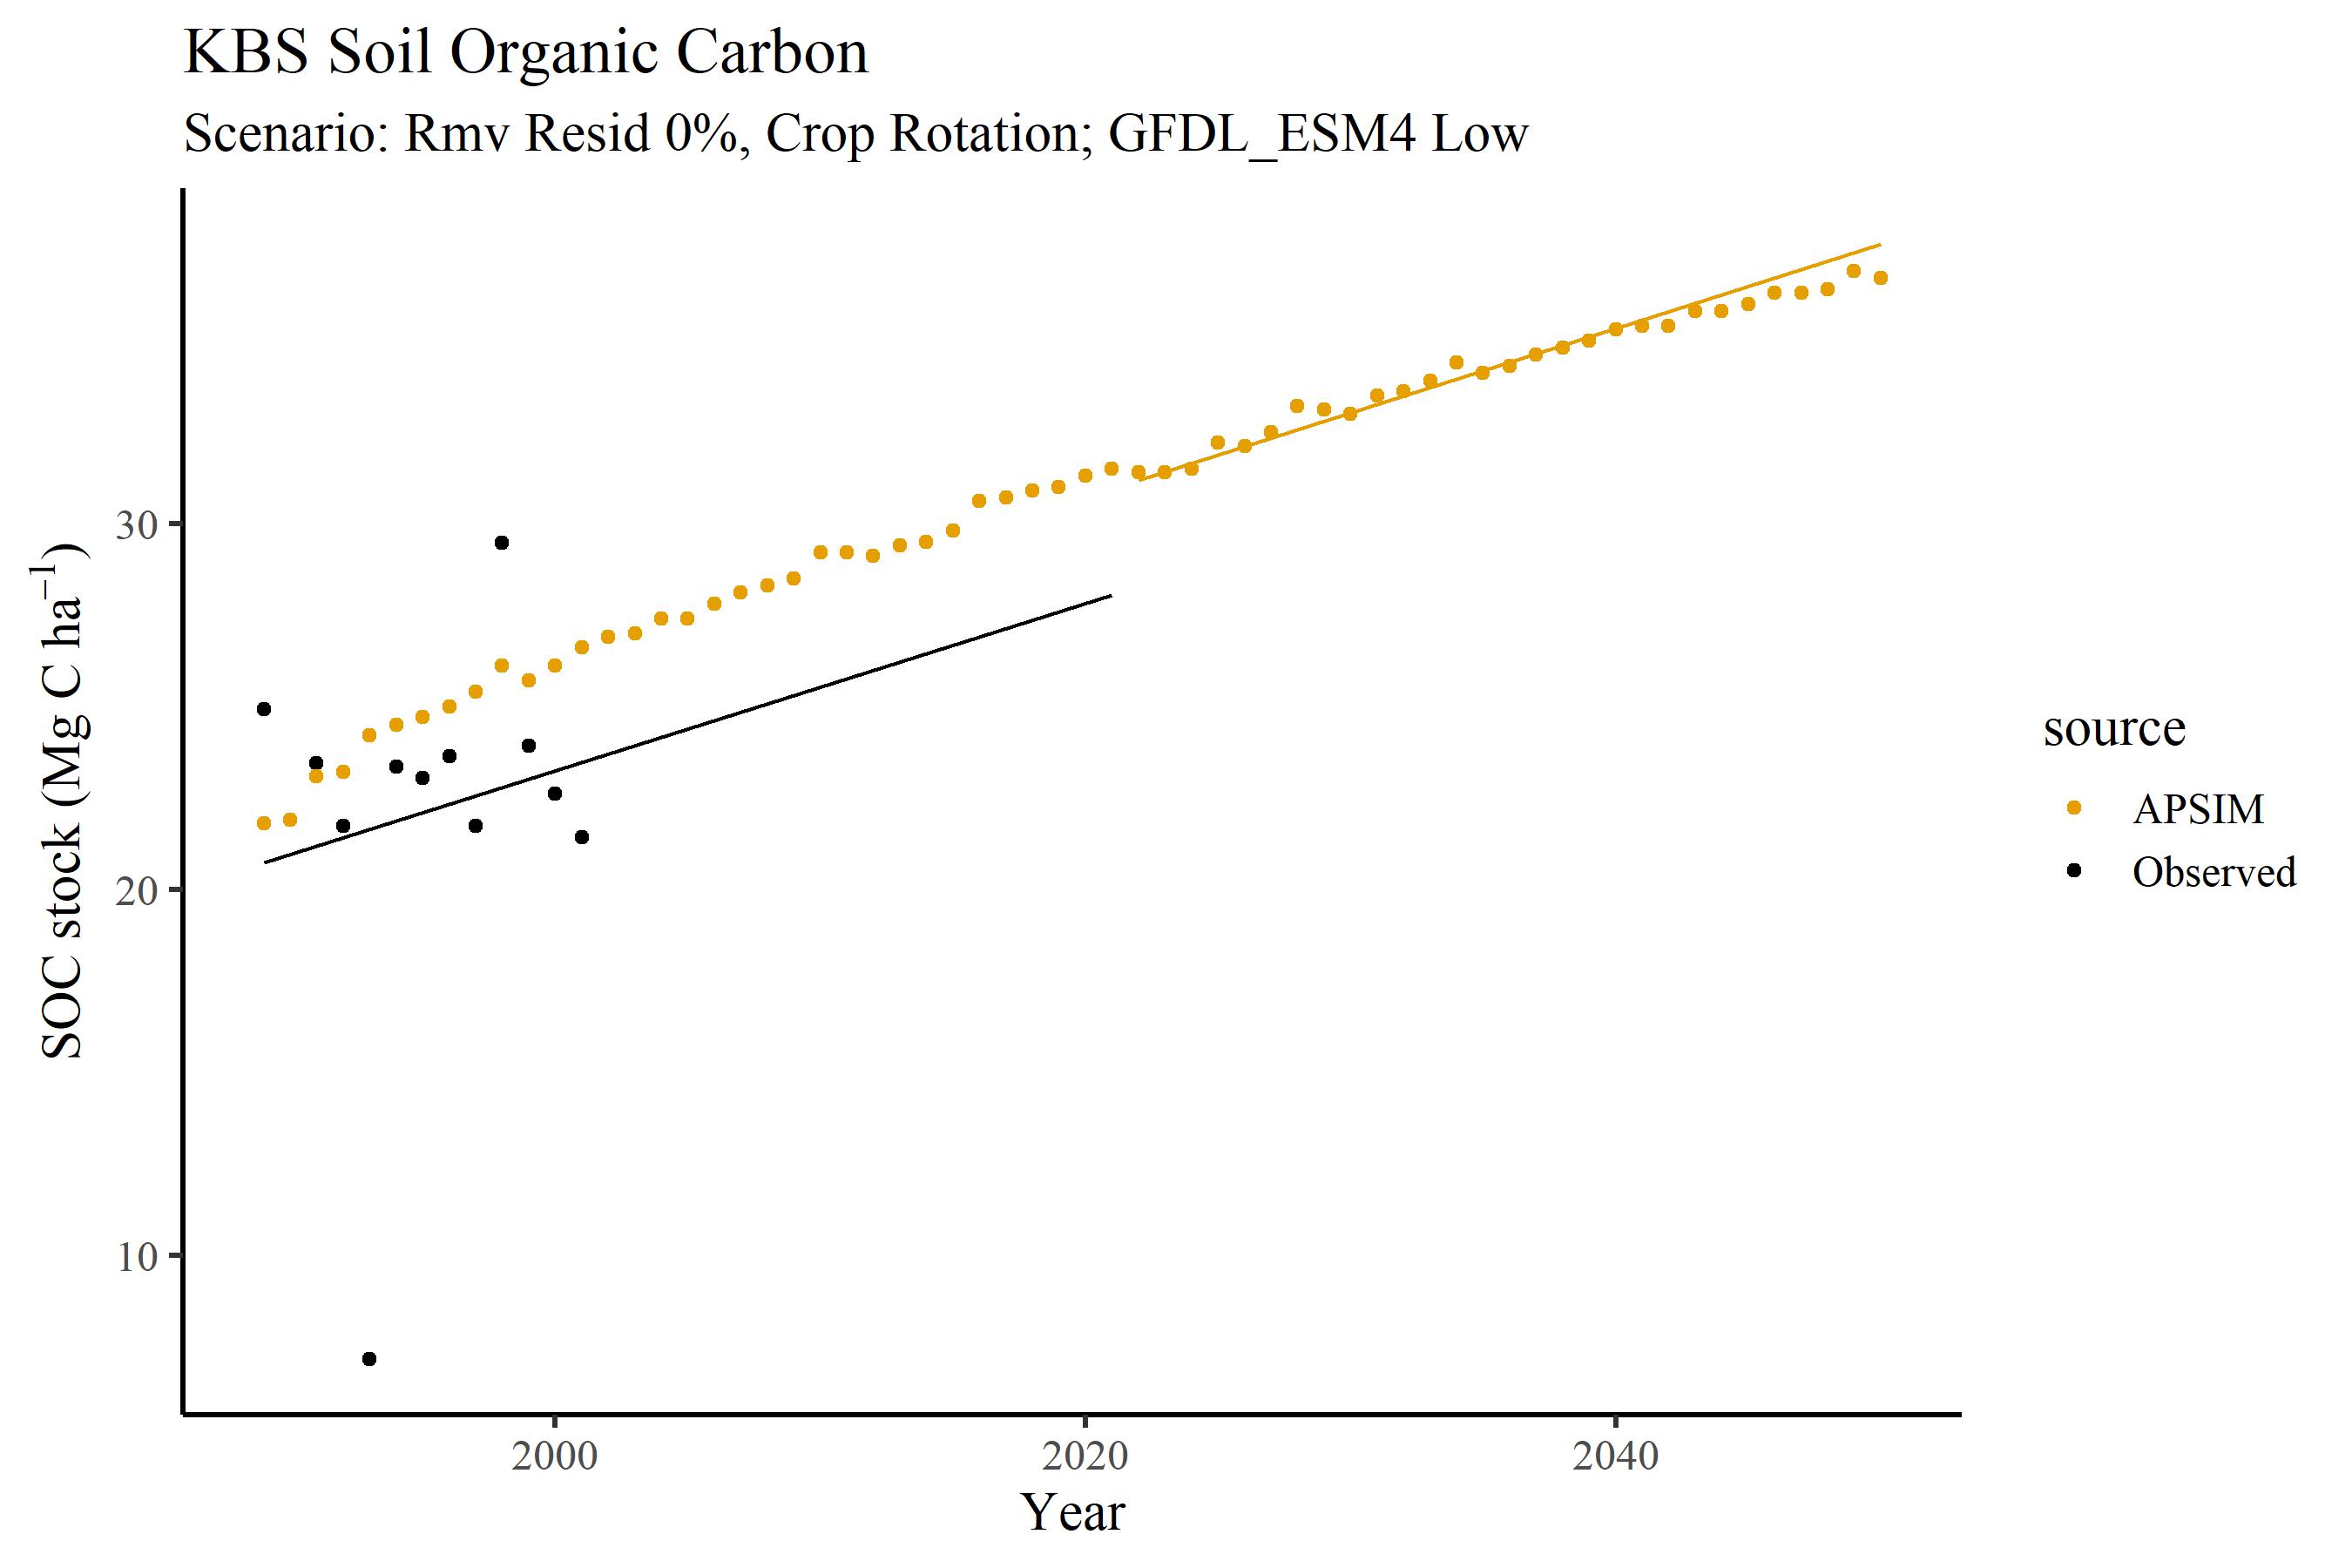 KBS Soil Organic Carbon
Scenario: Rmv Resid 0%, Crop Rotation; GFDL_ESM4 Low
SOC stock (Mg C ha⁻¹)
30
20
10
2000
2020
2040
Year
source
APSIM
Observed